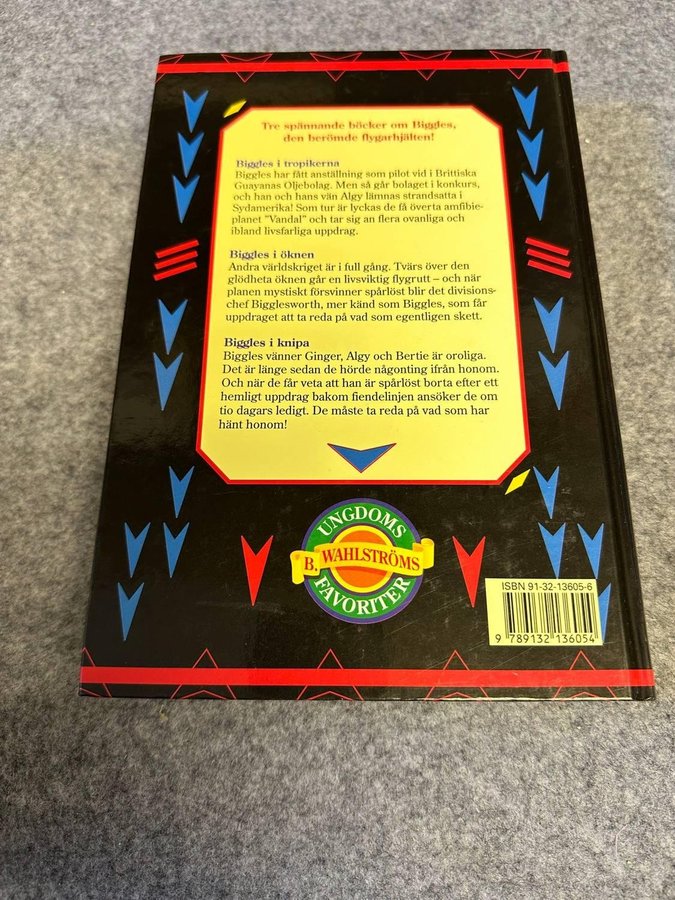 Tre spännande böcker om Biggles,
den berömde flygarhjälten!
Biggles i tropikerna
Biggles har fått anställning som pilot vid i Brittiska
Guayanas Oljebolag. Men så går bolaget i konkurs,
och han och hans vän Algy lämnas strandsatta i
Sydamerika! Som tur är lyckas de få överta amfibie-
planet "Vandal" och tar sig an flera ovanliga och
ibland livsfarliga uppdrag.
Biggles i öknen
Andra världskriget är i full gång. Tvärs över den
glödheta öknen går en livsviktig flygrutt – och när
planen mystiskt försvinner spårlöst blir det divisions-
chef Bigglesworth, mer känd som Biggles, som får
uppdraget att ta reda på vad som egentligen skett.
Biggles i knipa
Biggles vänner Ginger, Algy och Bertie är oroliga.
Det är länge sedan de hörde någonting ifrån honom.
Och när de får veta att han är spårlöst borta efter ett
hemligt uppdrag bakom fiendelinjen ansöker de om
tio dagars ledigt. De måste ta reda på vad som har
hänt honom!
UNGDOMS
B. WAHLSTRÖMS
FAVORITER
ISBN 91-32-13605-6
9 789132 136054